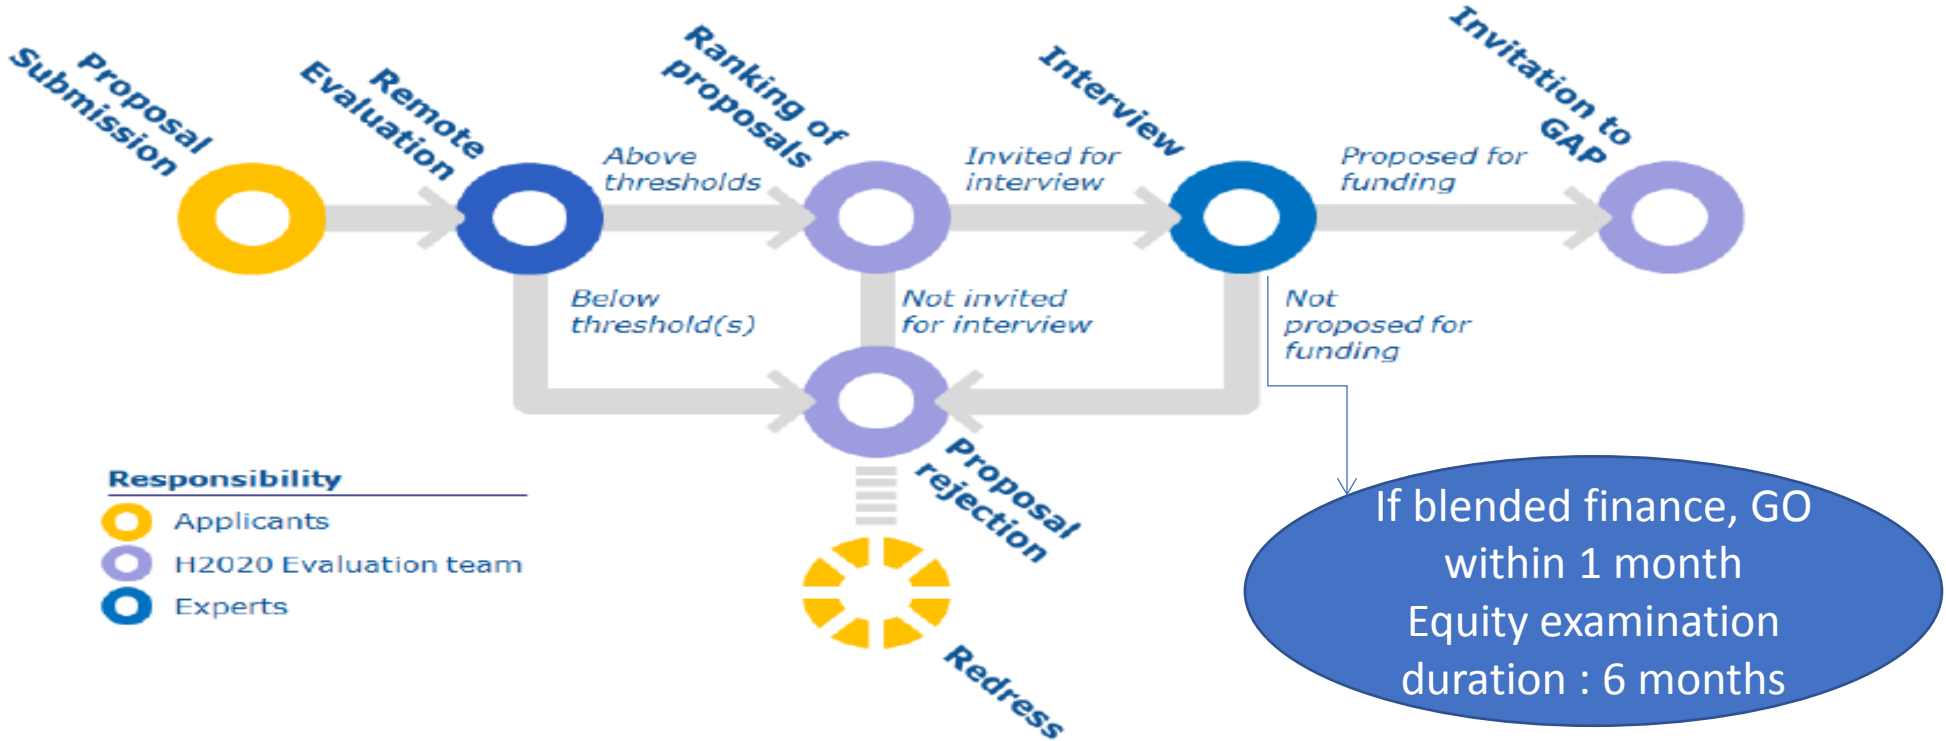 Proposal
Submission
Remote
Evaluation
Ranking of
proposals
Interview
Invitation to
GAP
Above
thresholds
Invited for
interview
Proposed for
funding
Below
threshold(s)
Not invited
for interview
Not
proposed for
funding
Proposal
rejection
Redress
Responsibility
Applicants
H2020 Evaluation team
Experts
If blended finance, GO
within 1 month
Equity examination
duration : 6 months